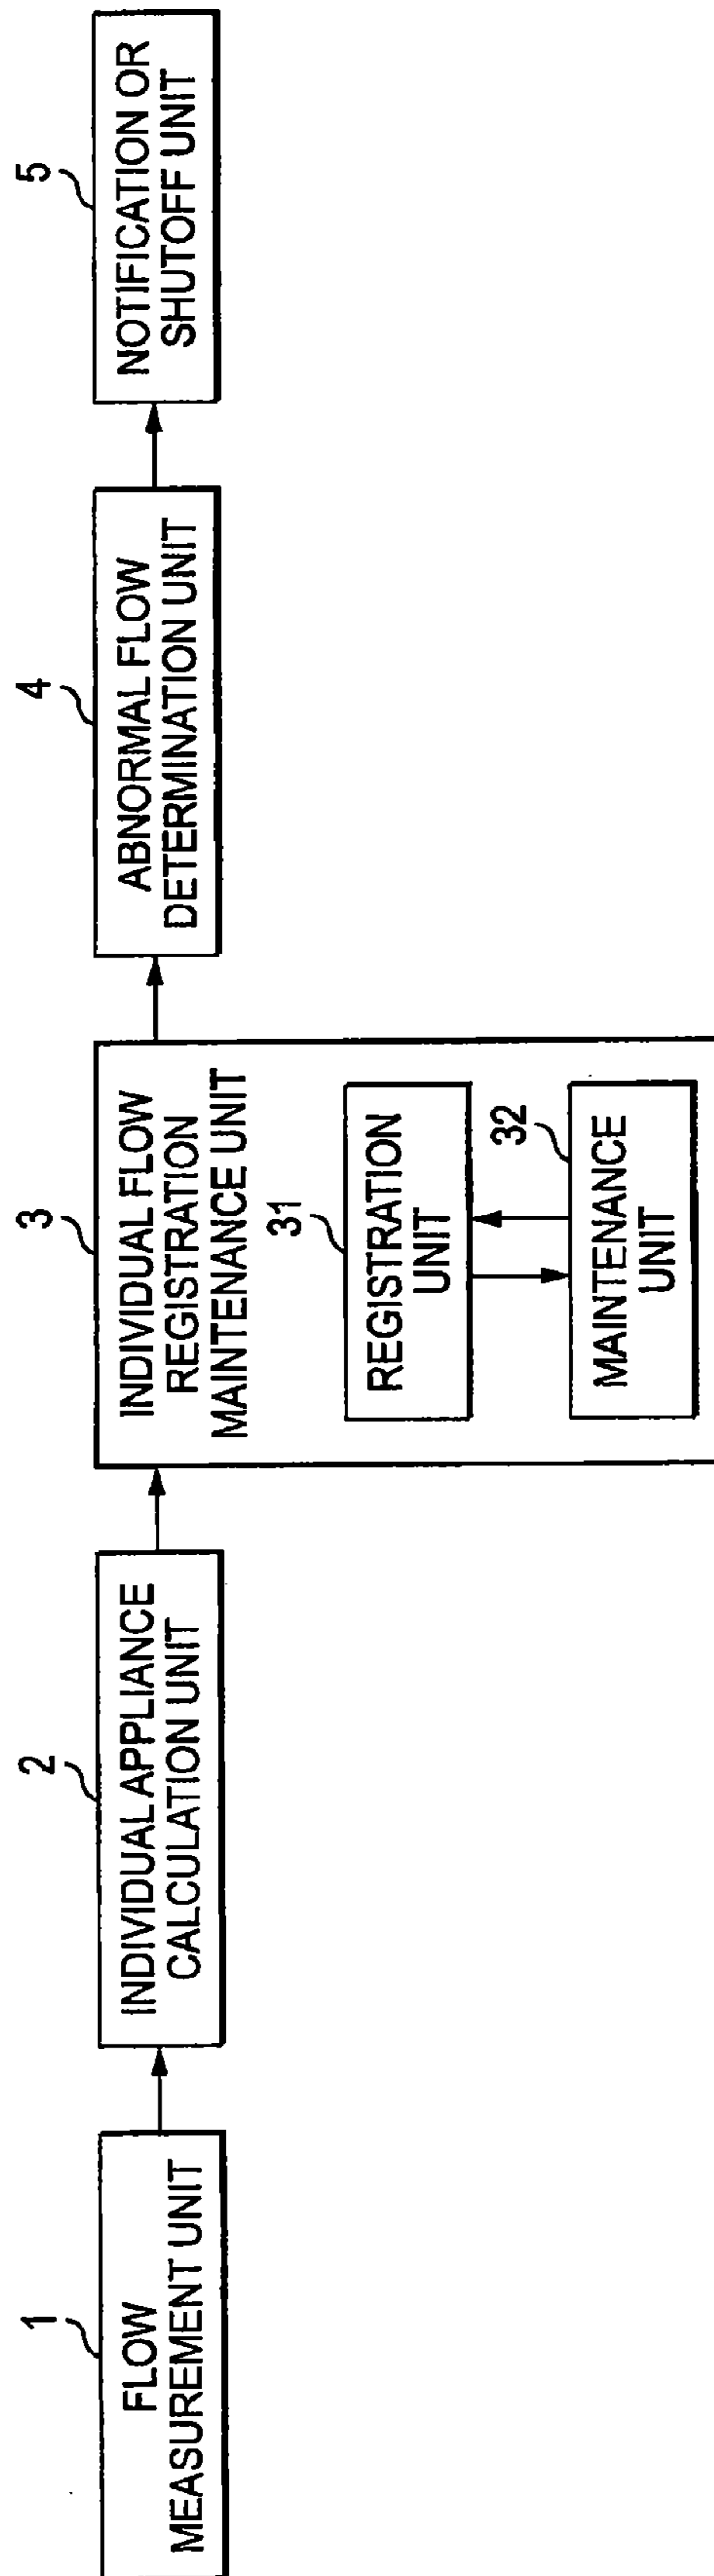 1
FLOW
MEASUREMENT UNIT
2
INDIVIDUAL APPLIANCE
CALCULATION UNIT
3
INDIVIDUAL FLOW
REGISTRATION
MAINTENANCE UNIT
31
REGISTRATION
UNIT
32
MAINTENANCE
UNIT
4
ABNORMAL FLOW
DETERMINATION UNIT
5
NOTIFICATION OR
SHUTOFF UNIT